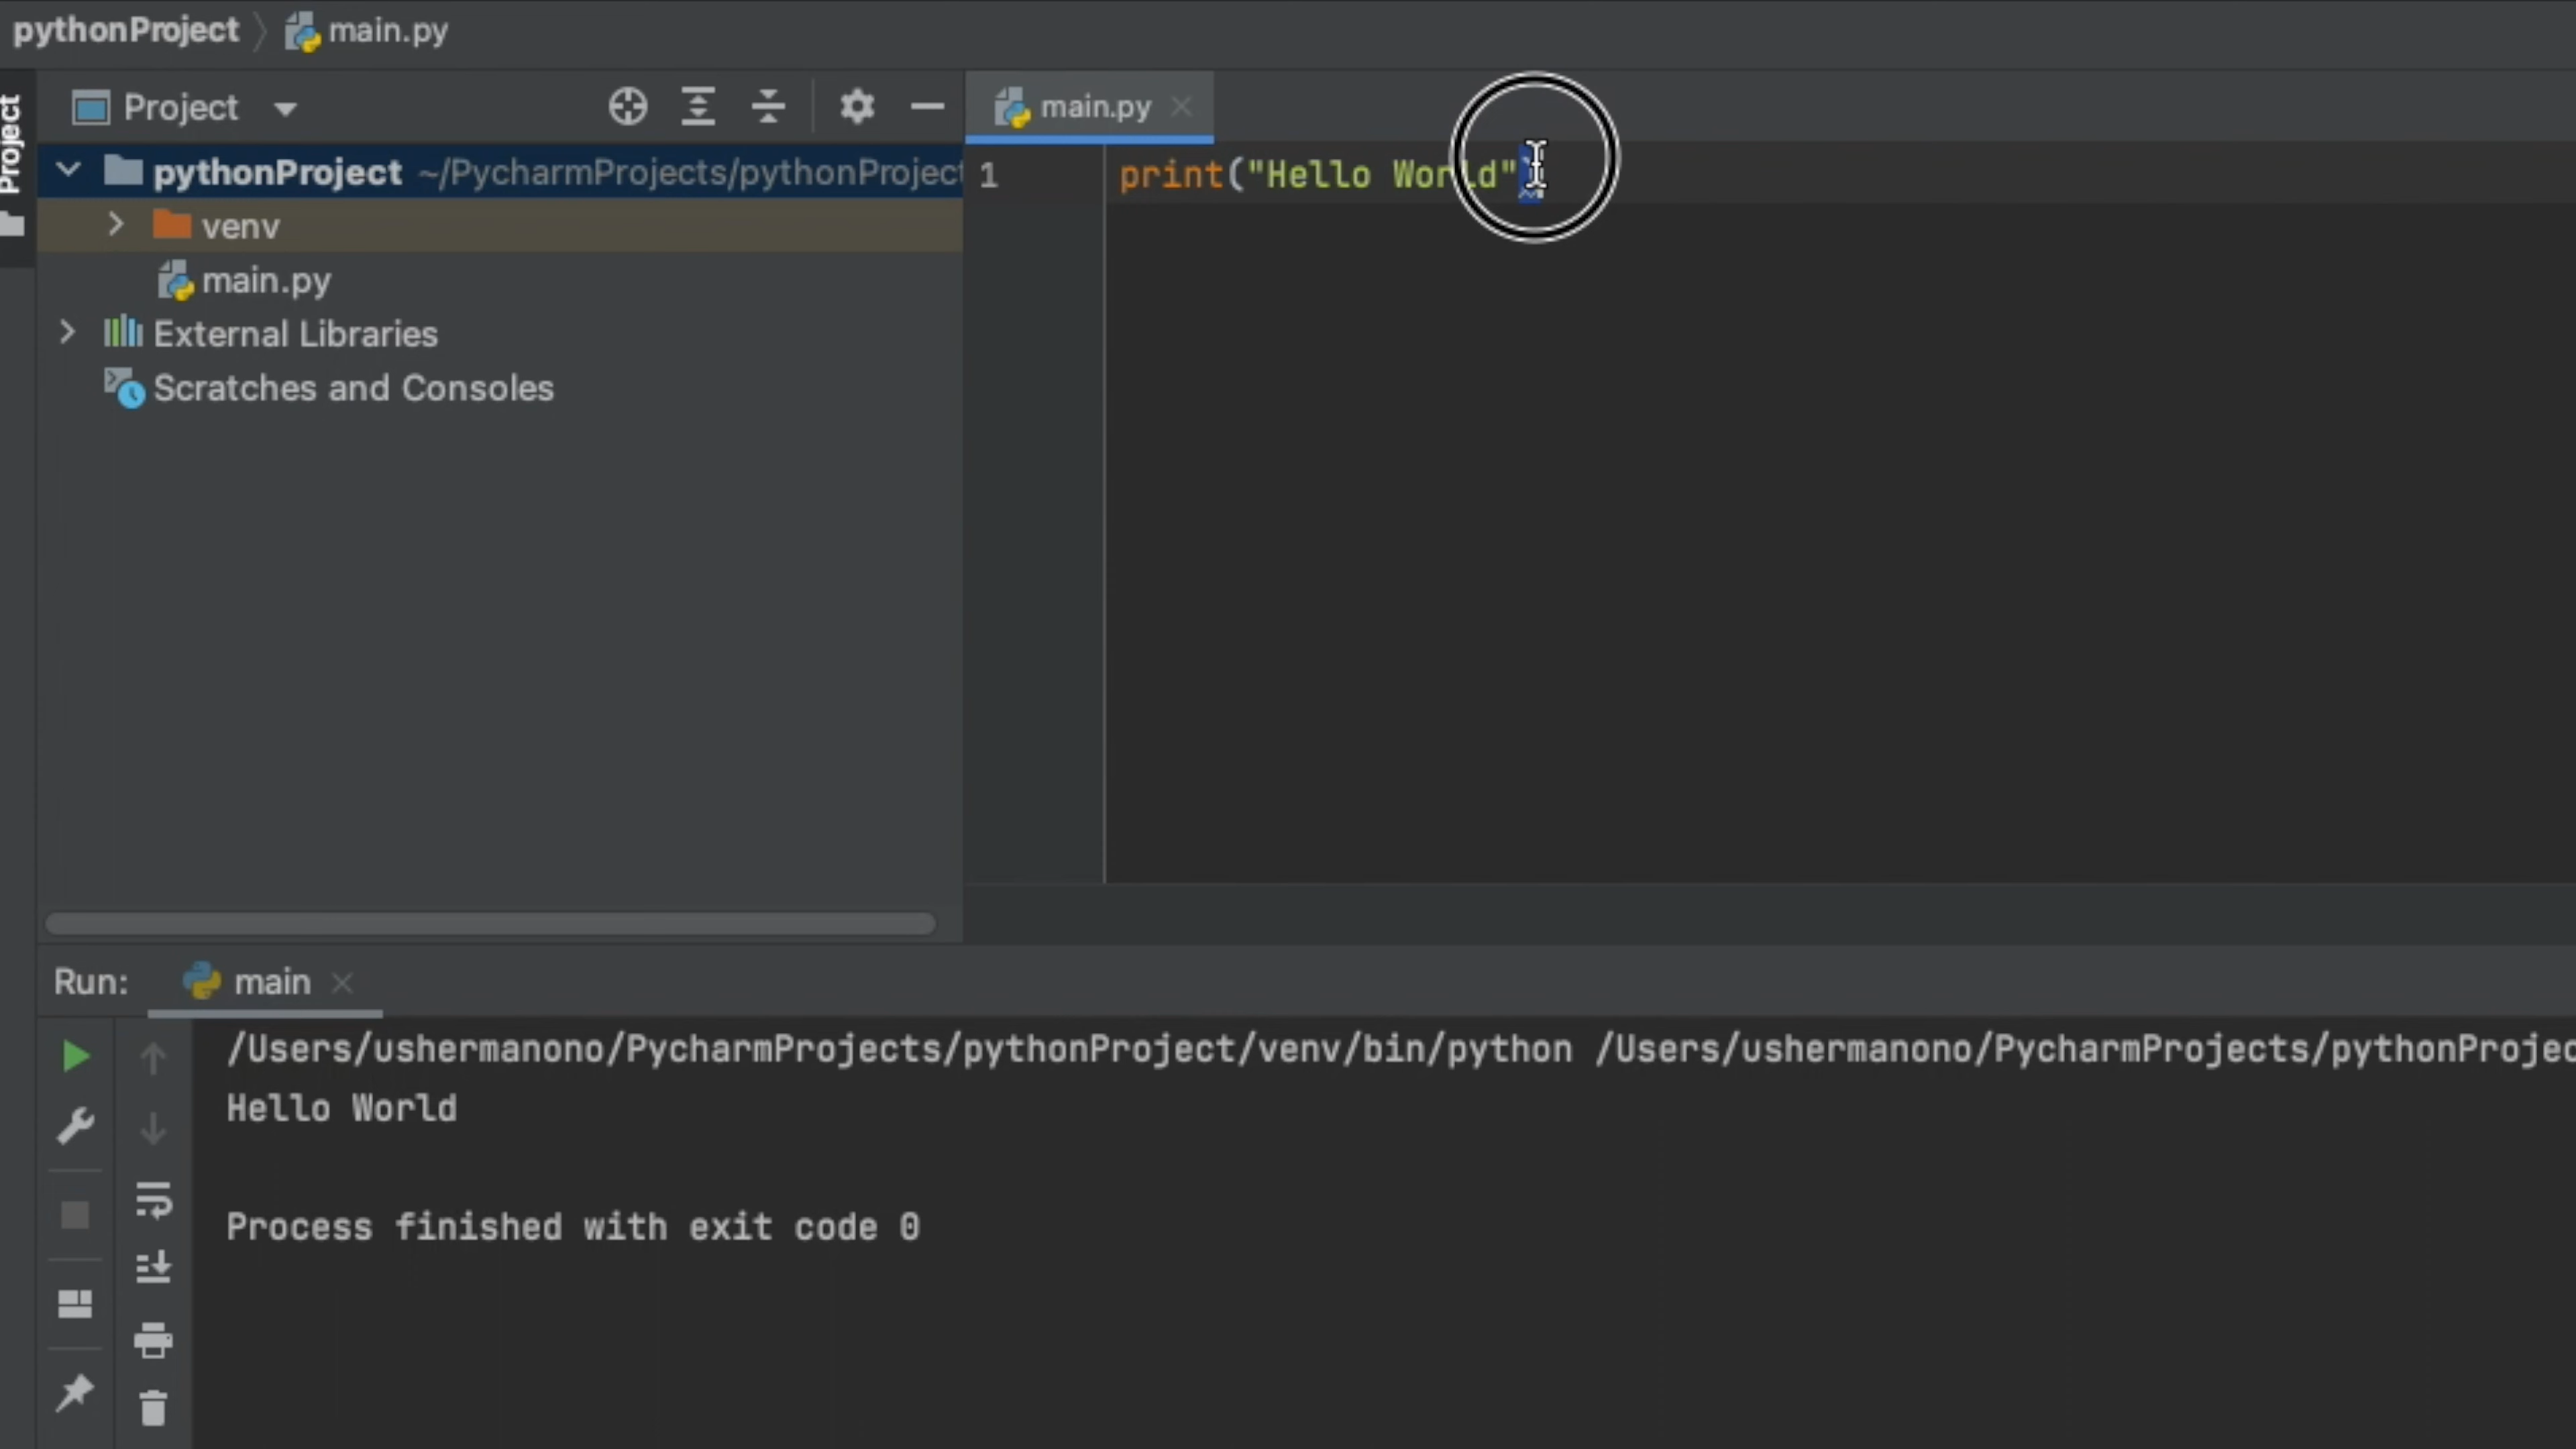 pythonProject main.py
Project
Project
main.py
pythonProject ~/PycharmProjects/pythonProject
1 print("Hello World"
venv
main.py
External Libraries
Scratches and Consoles
Run: main
/Users/ushermanono/PycharmProjects/pythonProject/venv/bin/python /Users/ushermanono/PycharmProjects/pythonProjec
Hello World
Process finished with exit code 0